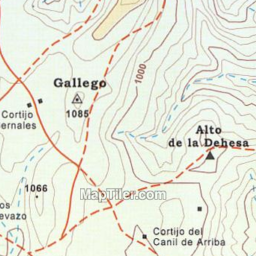 1000
Gallego
1085
Cortijo
ernales
Alto
de la Dehesa
1066
MapTiler.com
os
evazo
Cortijo del
Canil de Arriba